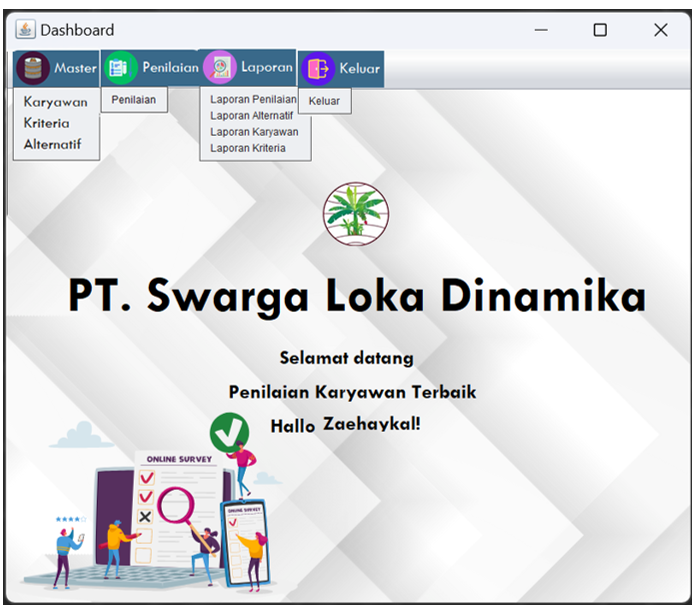 Dashboard
Master Penilaian Laporan Keluar
Karyawan
Kriteria
Alternatif
Penilaian
Laporan Penilaian
Laporan Alternatif
Laporan Karyawan
Laporan Kriteria
Keluar
PT. Swarga Loka Dinamika
Selamat datang
Penilaian Karyawan Terbaik
Hallo Zaehaykal!
ONLINE SURVEY
ONLINE SURVEY